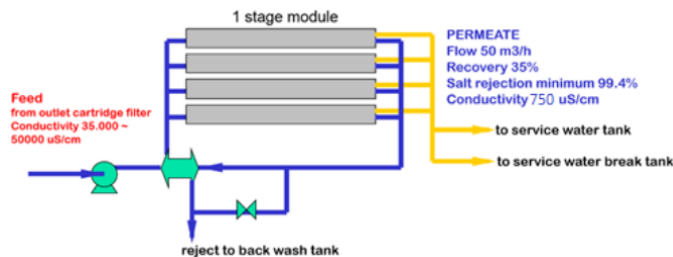 1 stage module
PERMEATE
Flow 50 m3/h
Recovery 35%
Salt rejection minimum 99.4%
Conductivity 750 uS/cm
Feed
from outlet cartridge filter
Conductivity 35.000 ~
50000 uS/cm
to service water tank
to service water break tank
reject to back wash tank